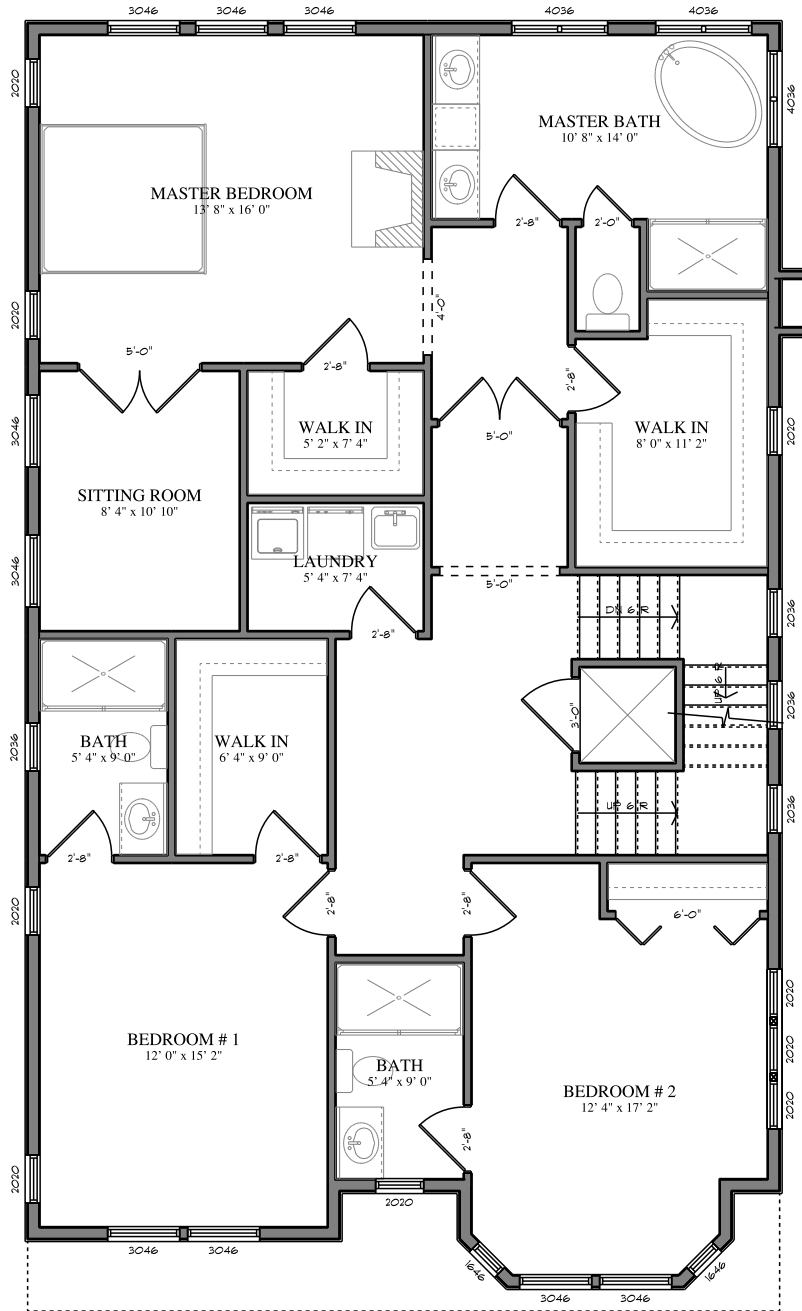 3046 3046 3046 4036 4036
2020
4036
MASTER BATH
10' 8" x 14' 0"
MASTER BEDROOM
13' 8" x 16' 0"
2'-8" 2'-0"
2020
4'-0"
5'-0"
2'-8"
2'-8"
3046
WALK IN
5' 2" x 7' 4"
5'-0"
WALK IN
8' 0" x 11' 2"
2020
SITTING ROOM
8' 4" x 10' 10"
3046
LAUNDRY
5' 4" x 7' 4"
5'-0"
2'-8"
DN 6 R
2036
UP 6 R
2036
3'-0"
2036
BATH
5' 4" x 9' 0"
WALK IN
6' 4" x 9' 0"
UP 6 R
2036
2'-8" 2'-8"
2020
2'-8"
2'-8"
6'-0"
2020
2020
2020
BEDROOM # 1
12' 0" x 15' 2"
BATH
5' 4" x 9' 0"
BEDROOM # 2
12' 4" x 17' 2"
2'-8"
2020
2020
3046 3046
1646
3046 3046
1646